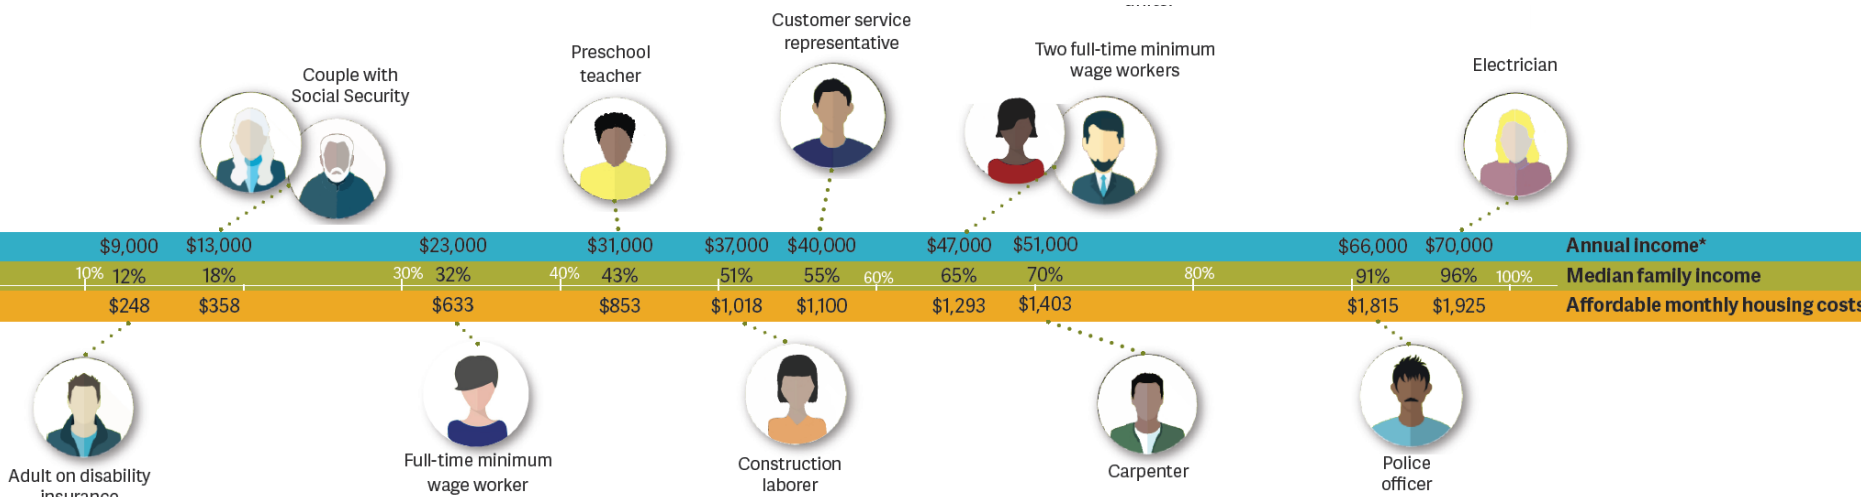 Customer service
representative
Preschool
teacher
Two full-time minimum
wage workers
Electrician
Couple with
Social Security
$9,000 $13,000 $23,000 $31,000 $37,000 $40,000 $47,000 $51,000 $66,000 $70,000 Annual income*
10% 12% 18% 30% 32% 40% 43% 51% 55% 60% 65% 70% 80% 91% 96% 100% Median family income
$248 $358 $633 $853 $1,018 $1,100 $1,293 $1,403 $1,815 $1,925 Affordable monthly housing costs
Adult on disability
insurance
Full-time minimum
wage worker
Construction
laborer
Carpenter
Police
officer